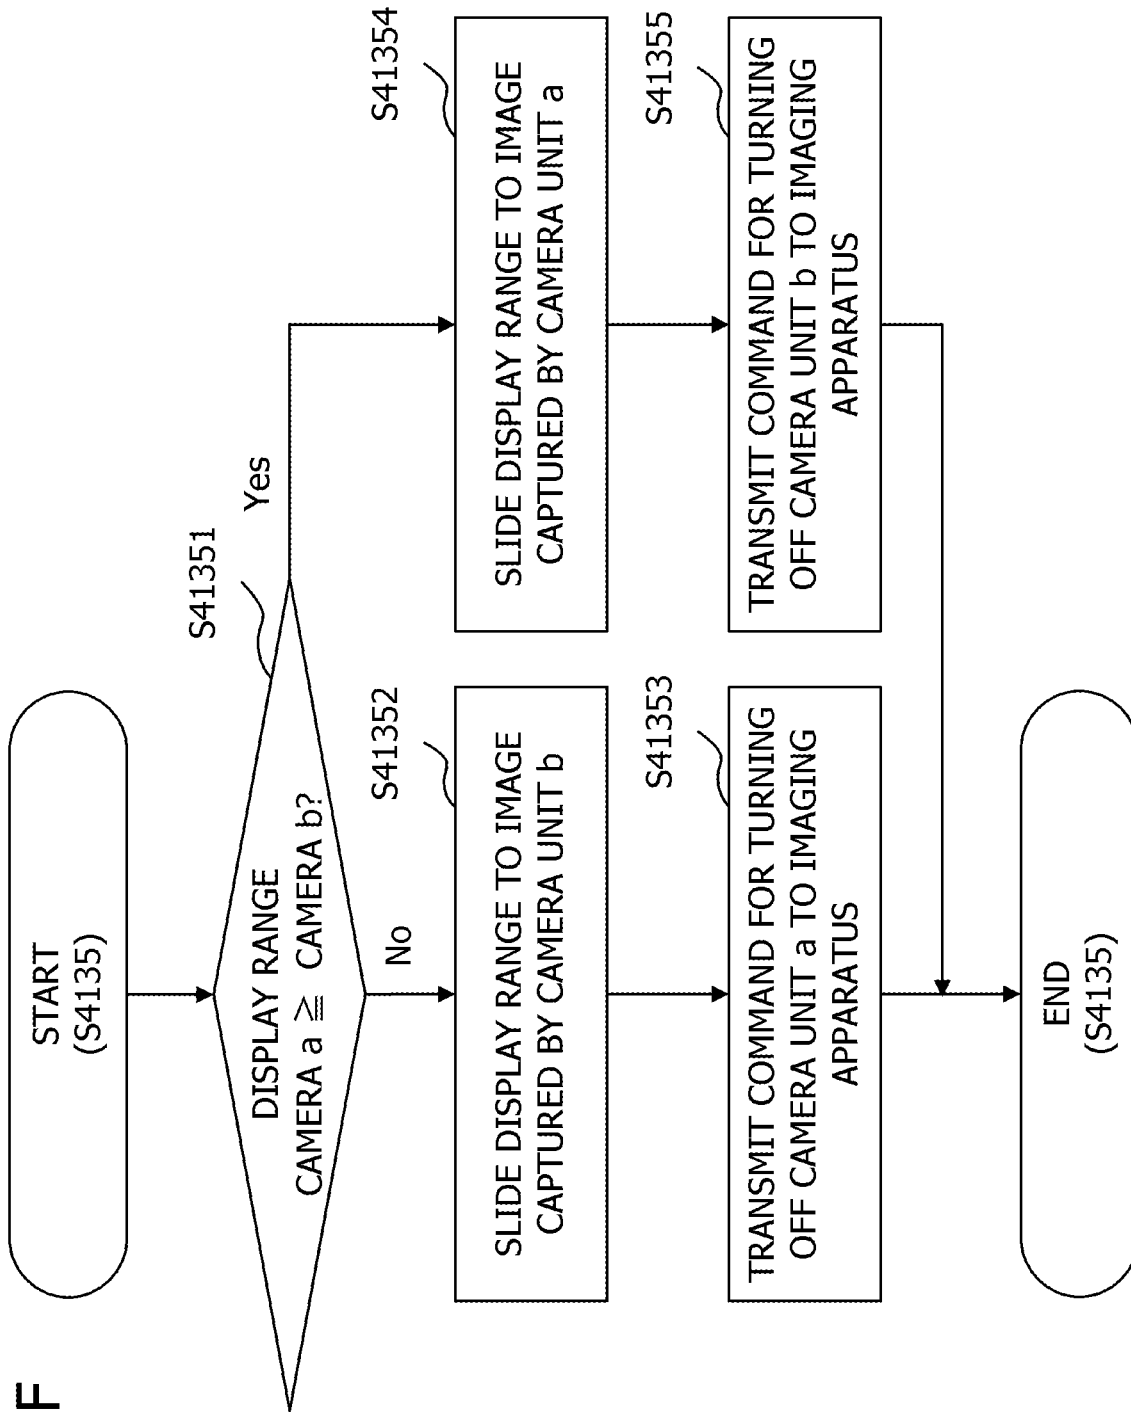 F
START
(S4135)
S41351
DISPLAY RANGE
CAMERA a ≧ CAMERA b?
Yes
No
S41352
SLIDE DISPLAY RANGE TO IMAGE
CAPTURED BY CAMERA UNIT b
S41353
TRANSMIT COMMAND FOR TURNING
OFF CAMERA UNIT a TO IMAGING
APPARATUS
S41354
SLIDE DISPLAY RANGE TO IMAGE
CAPTURED BY CAMERA UNIT a
S41355
TRANSMIT COMMAND FOR TURNING
OFF CAMERA UNIT b TO IMAGING
APPARATUS
END
(S4135)